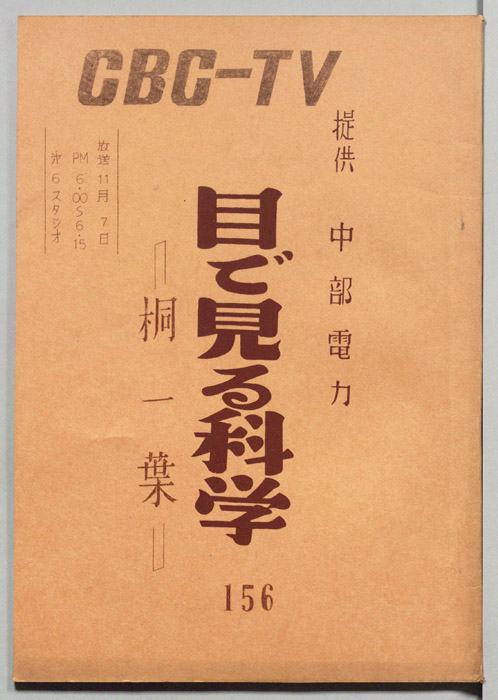 CBC-TV
提供 中部電力
目で見る科学
156
=桐一葉=
放送11月7日
PM 6.00〜6.15
㐧6スタジオ